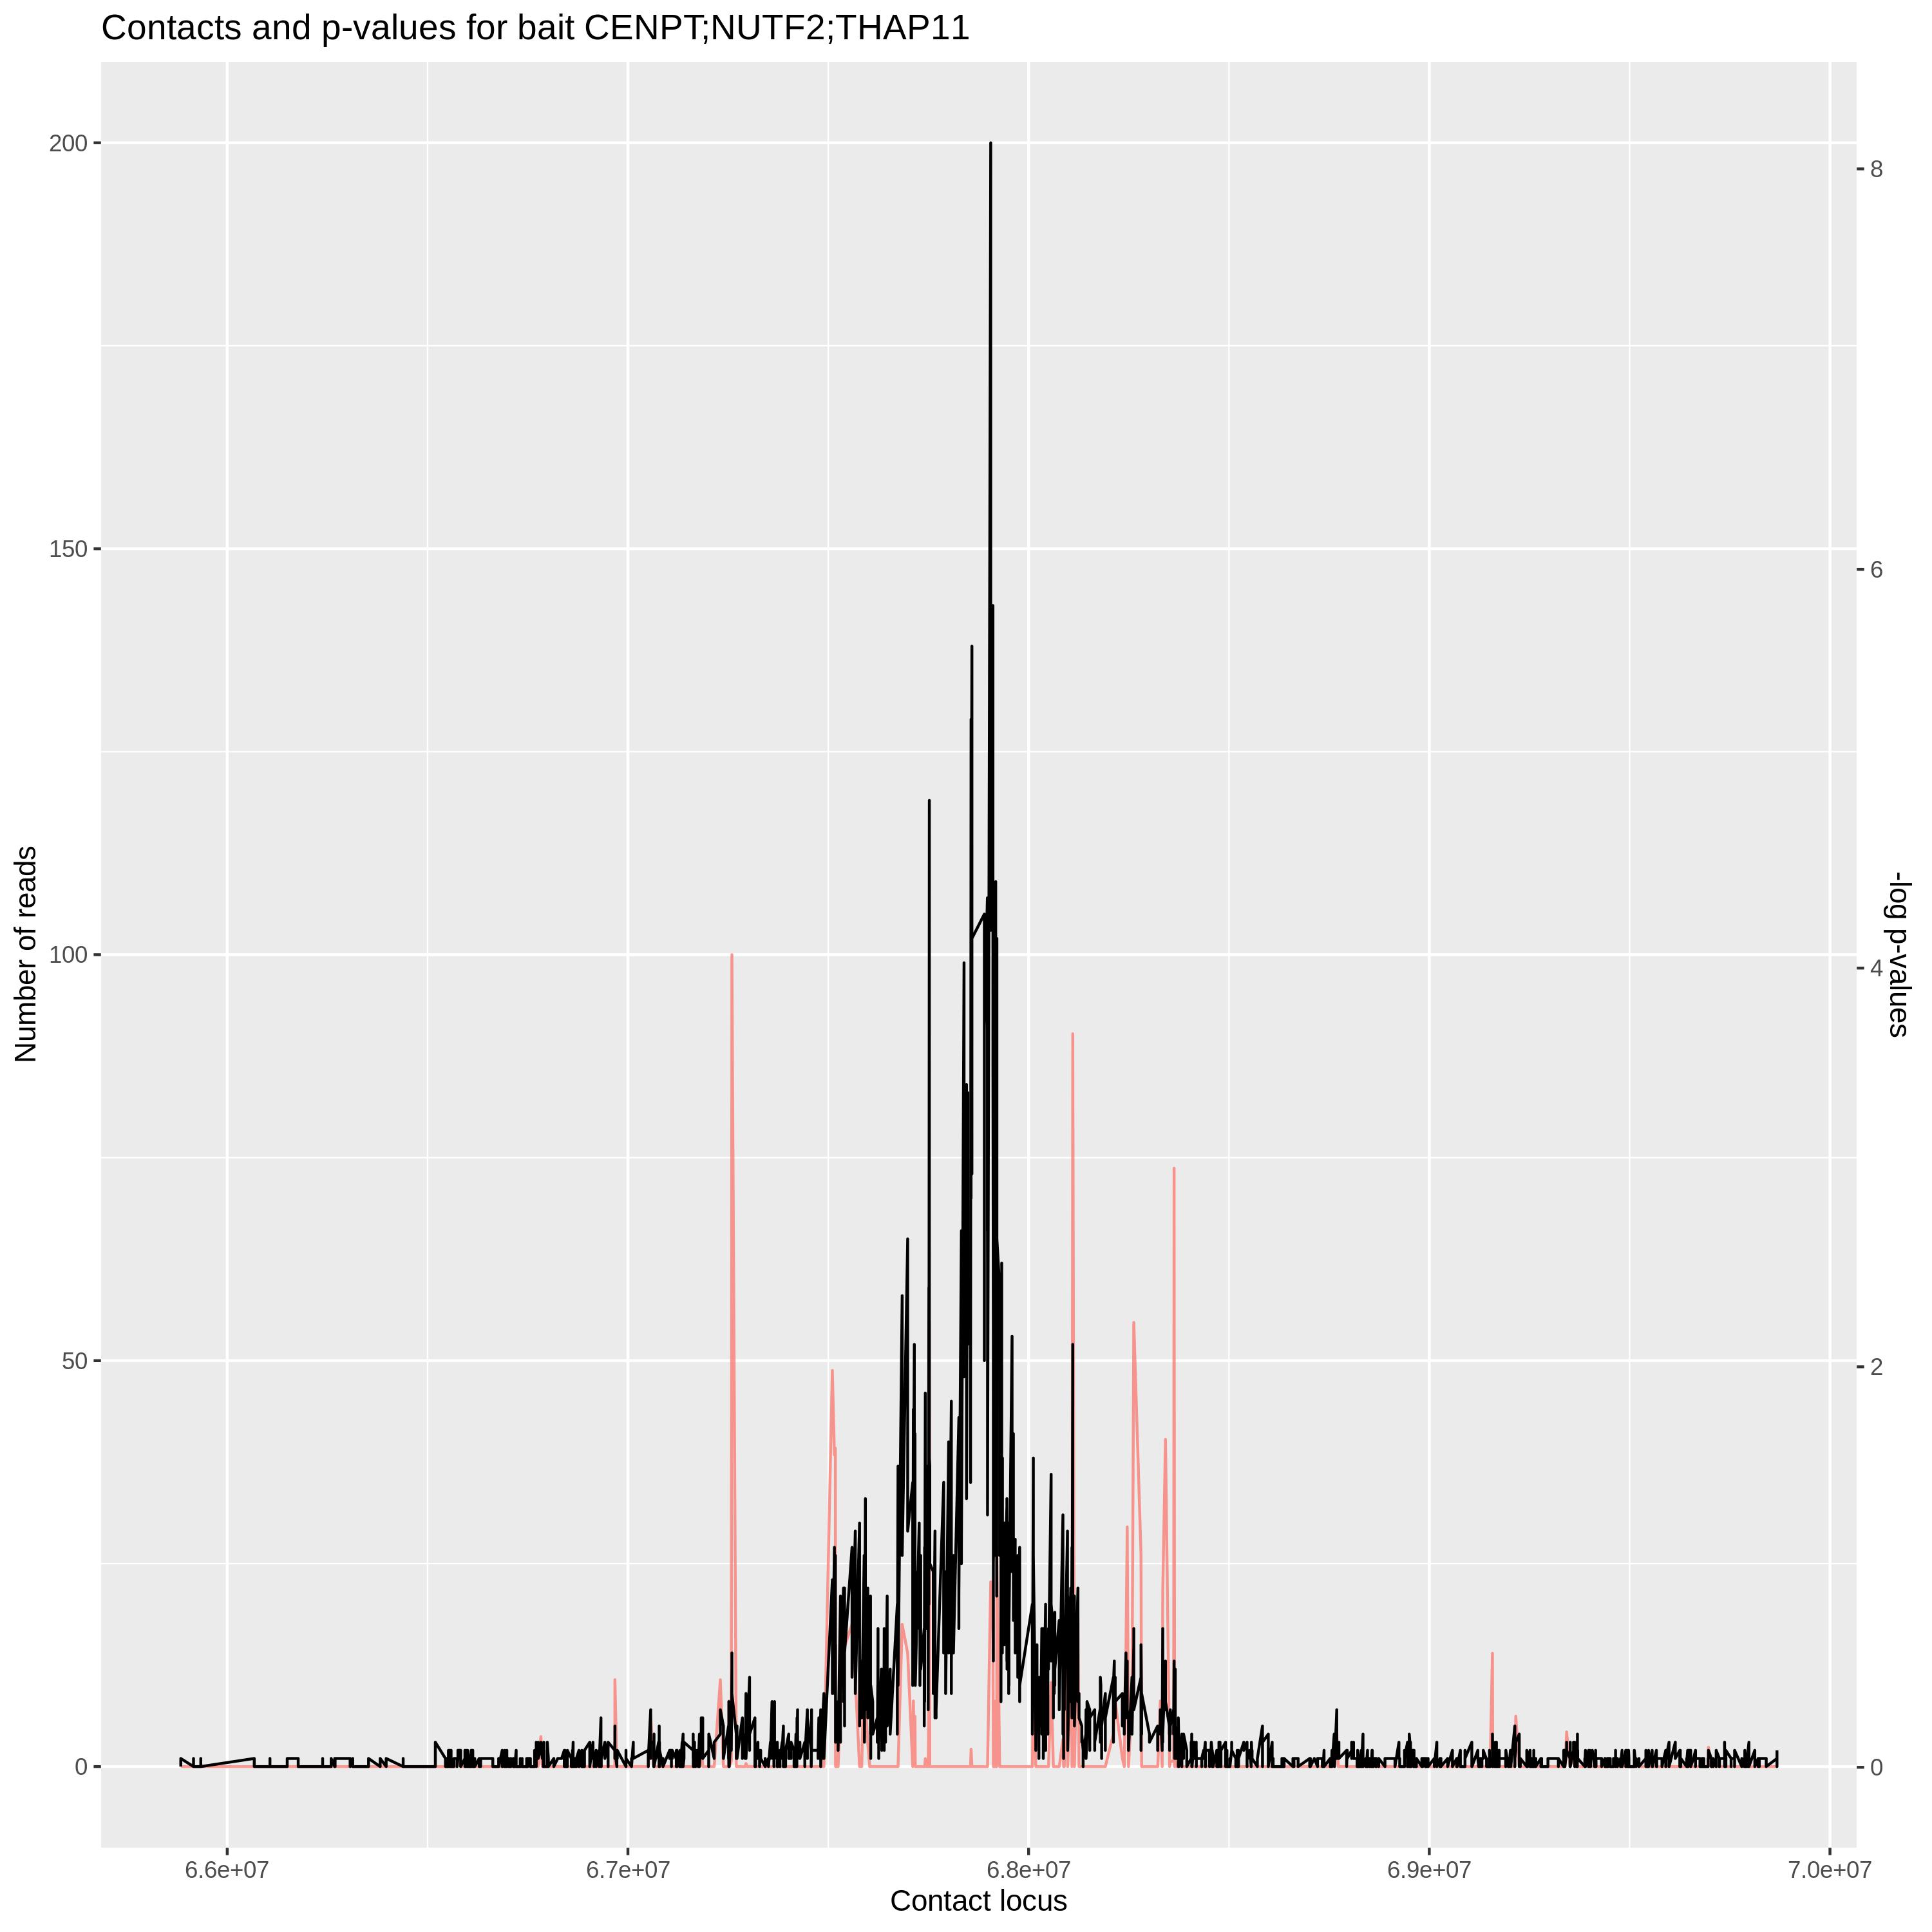 Contacts and p-values for bait CENPT;NUTF2;THAP11
200
150
100
50
0
Number of reads
8
6
4
2
0
-log p-values
6.6e+07
6.7e+07
6.8e+07
6.9e+07
7.0e+07
Contact locus